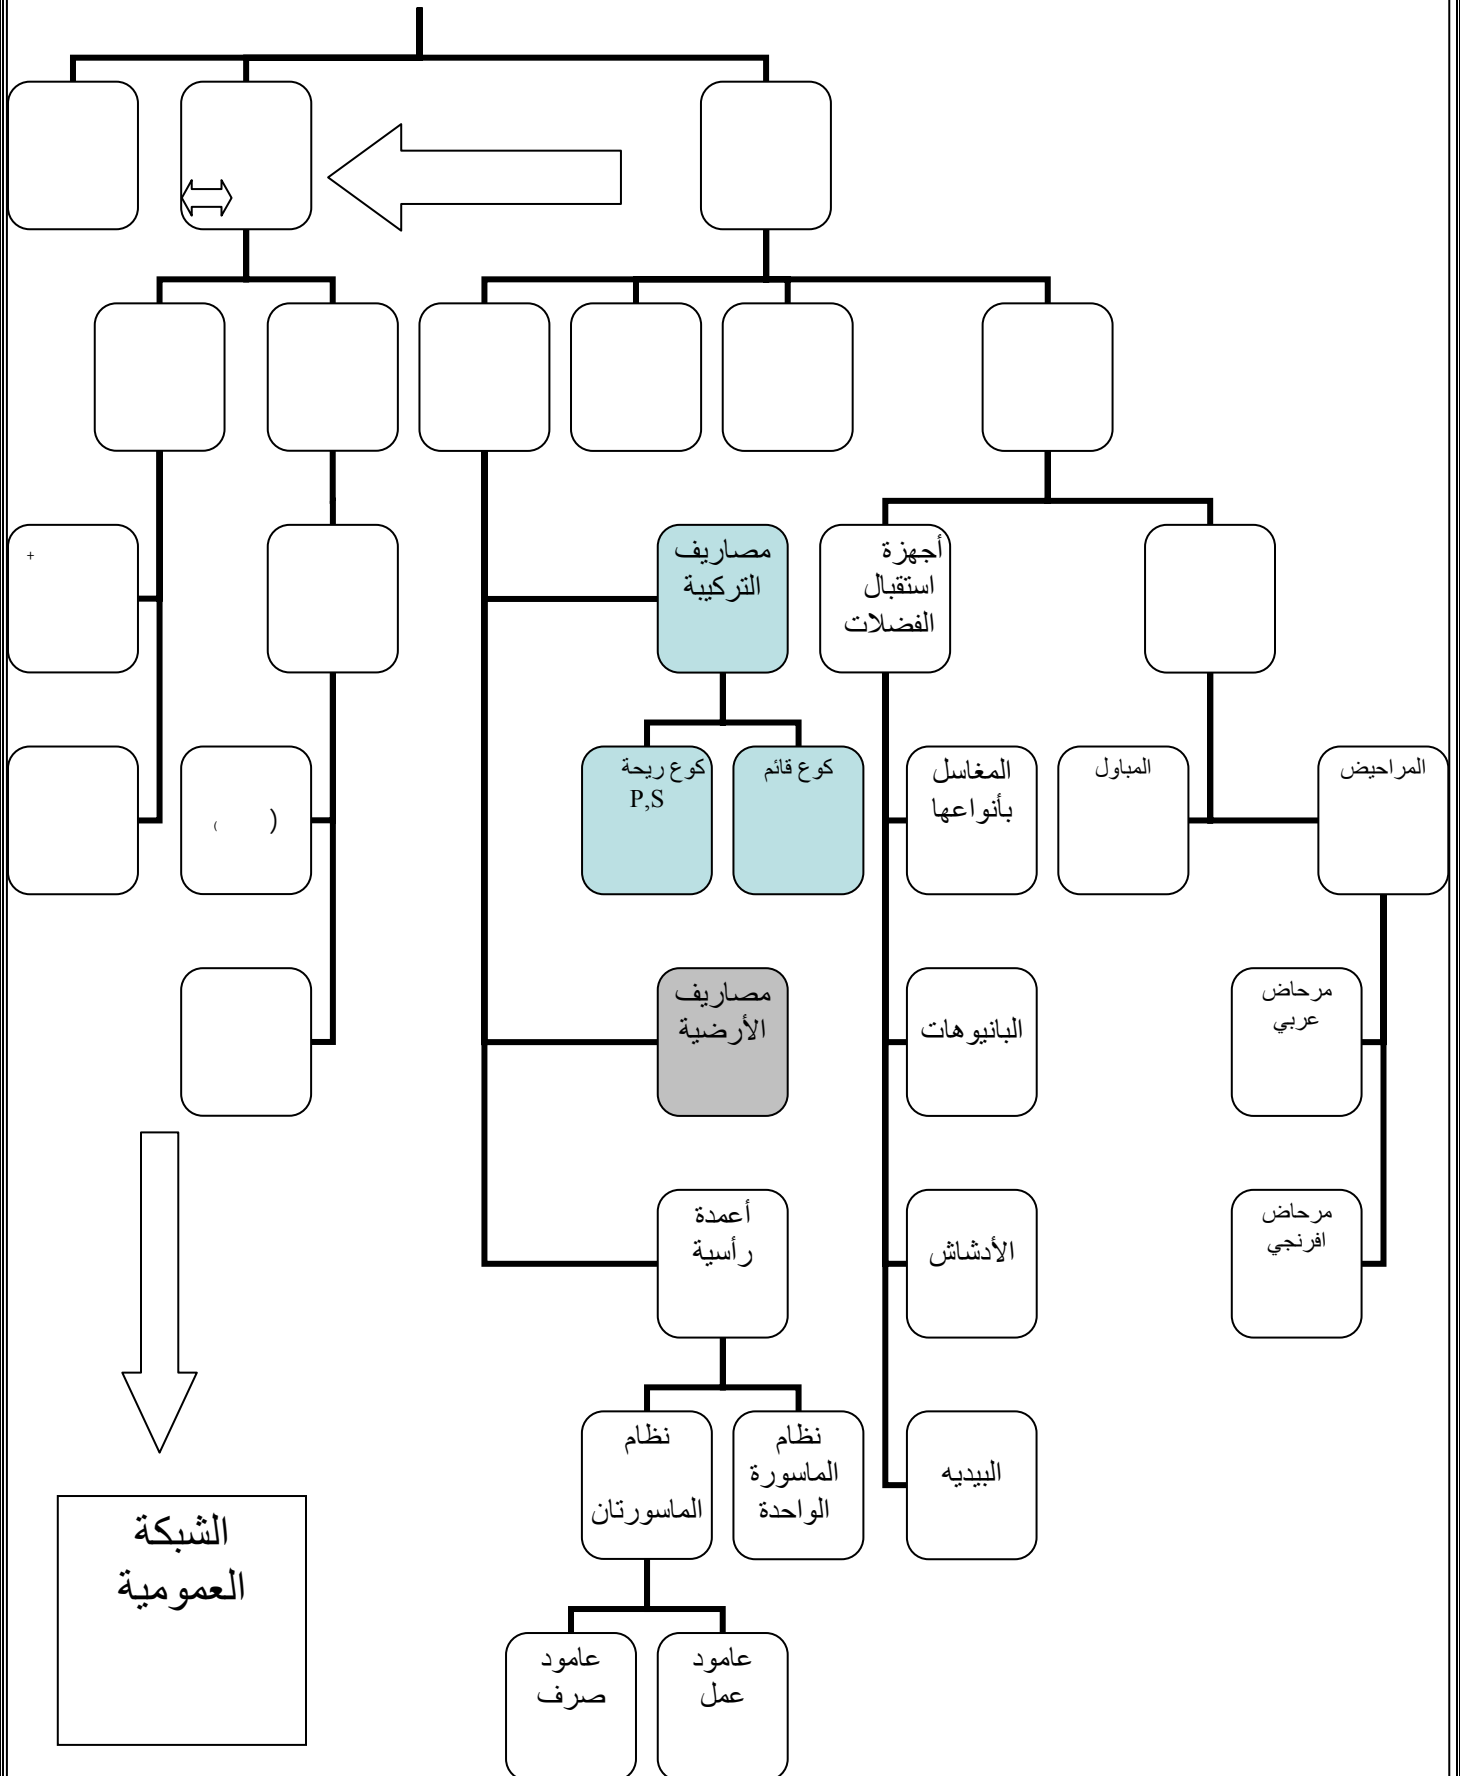 +
أجهزة
استقبال
الفضلات
مصاريف
التركيبة
المراحيض
المباول
المغاسل
بأنواعها
كوع قائم
كوع ريحة
P,S
(
)
مرحاض
عربي
البانيوهات
مصاريف
الأرضية
مرحاض
افرنجي
الأدشاش
أعمدة
رأسية
البيديه
نظام
الماسورة
الواحدة
نظام
الماسورتان
الشبكة
العمومية
عامود
عمل
عامود
صرف